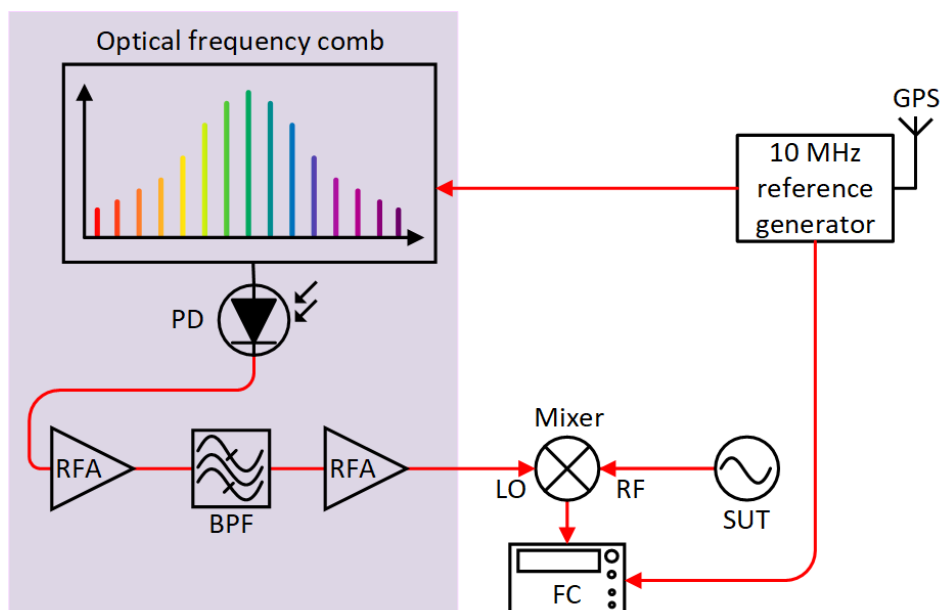 Optical frequency comb
GPS
10 MHz
reference
generator
PD
Mixer
RFA
RFA
LO
RF
BPF
SUT
FC